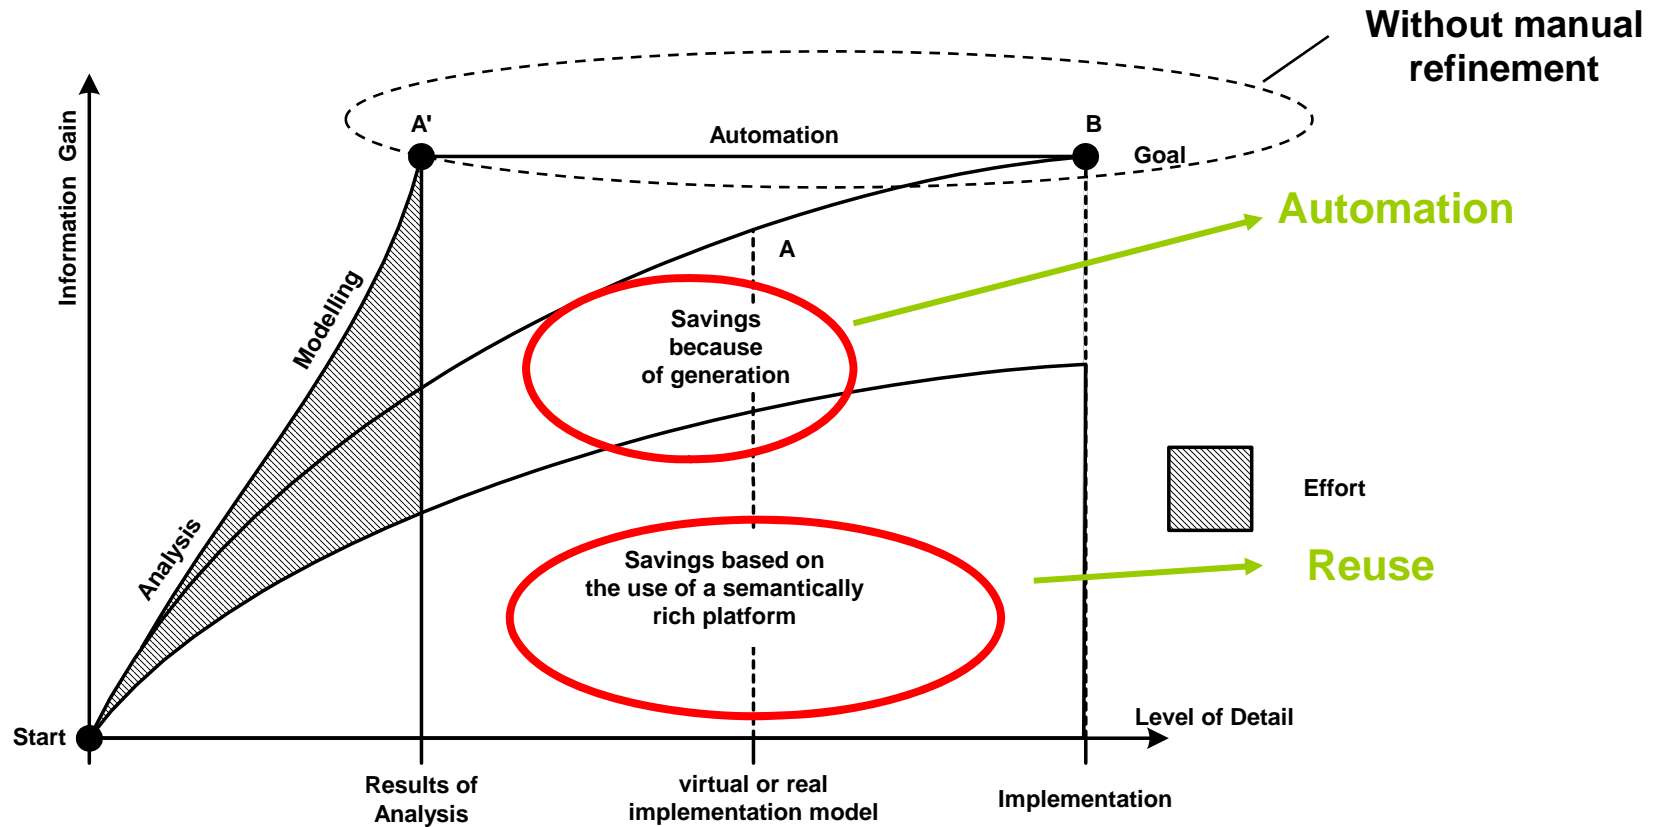 Without manual
refinement
A'
Automation
B
Goal
Information Gain
Automation
A
Modelling
Savings
because
of generation
Analysis
Effort
Savings based on
the use of a semantically
rich platform
Reuse
Start
Level of Detail
Results of
Analysis
virtual or real
implementation model
Implementation